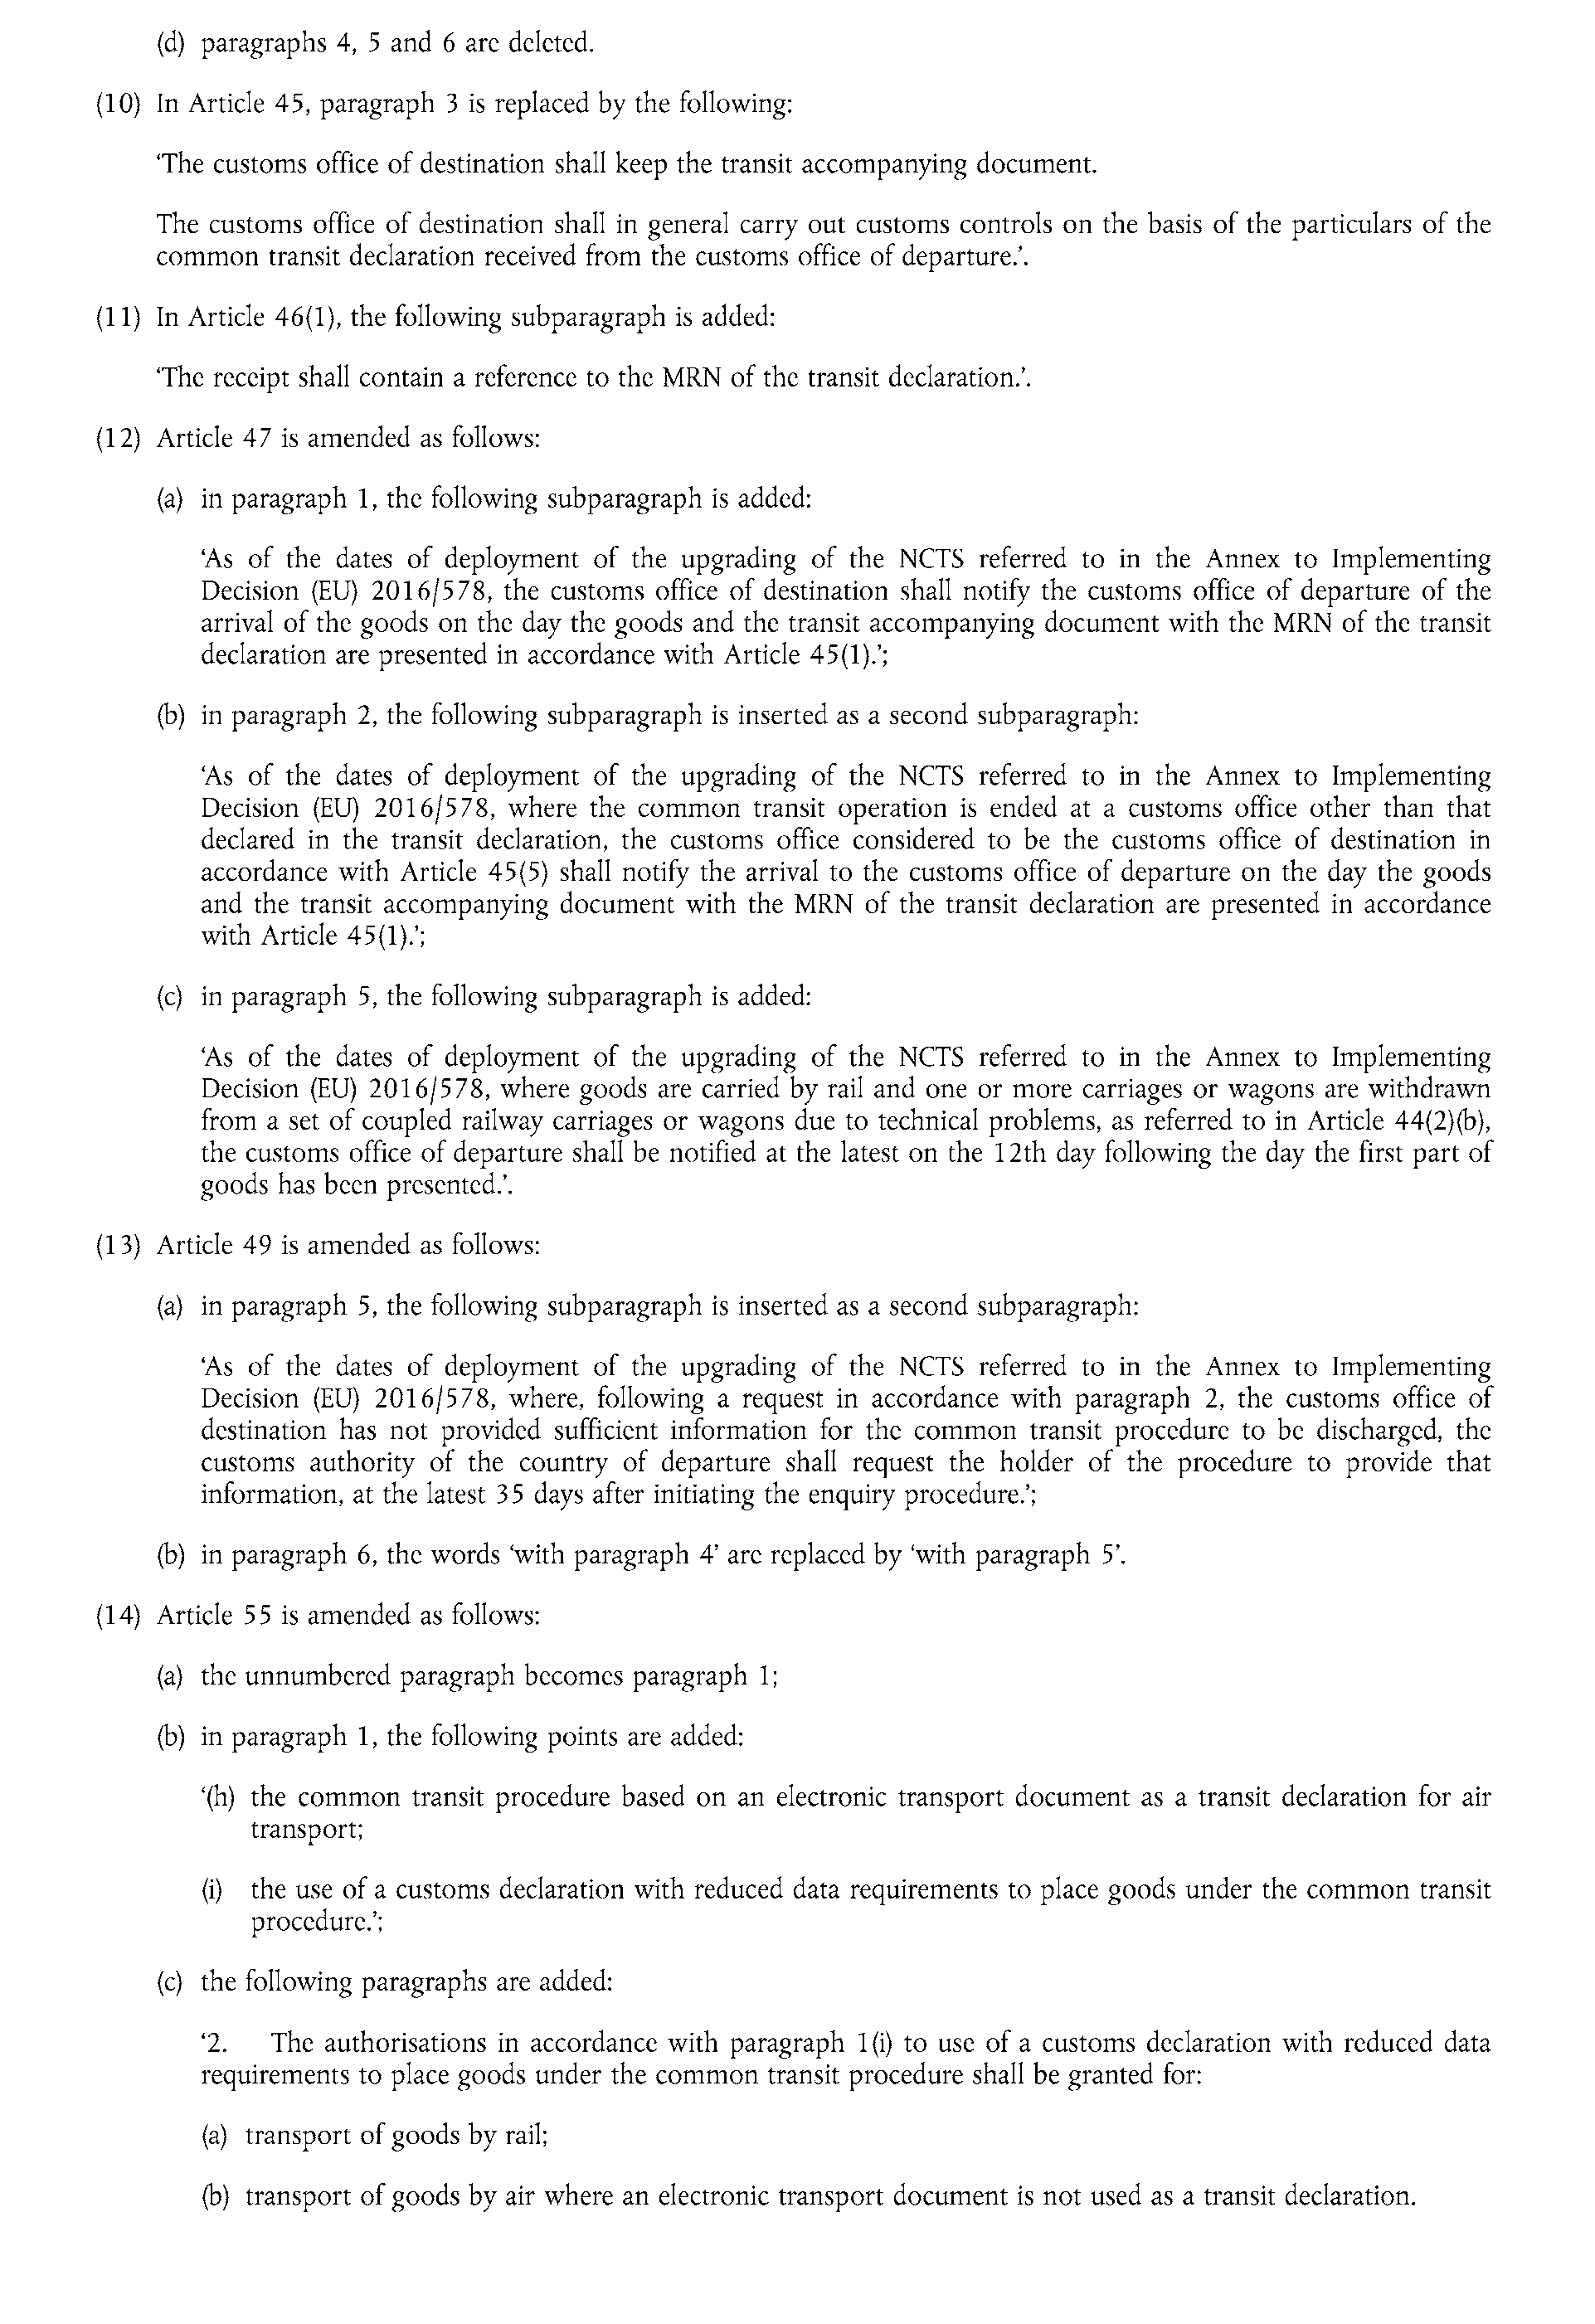 (d) paragraphs 4, 5 and 6 are deleted.
(10) In Article 45, paragraph 3 is replaced by the following:
‘The customs office of destination shall keep the transit accompanying document.
The customs office of destination shall in general carry out customs controls on the basis of the particulars of the
common transit declaration received from the customs office of departure.’.
(11) In Article 46(1), the following subparagraph is added:
‘The receipt shall contain a reference to the MRN of the transit declaration.’.
(12) Article 47 is amended as follows:
(a) in paragraph 1, the following subparagraph is added:
‘As of the dates of deployment of the upgrading of the NCTS referred to in the Annex to Implementing
Decision (EU) 2016/578, the customs office of destination shall notify the customs office of departure of the
arrival of the goods on the day the goods and the transit accompanying document with the MRN of the transit
declaration are presented in accordance with Article 45(1).’;
(b) in paragraph 2, the following subparagraph is inserted as a second subparagraph:
‘As of the dates of deployment of the upgrading of the NCTS referred to in the Annex to Implementing
Decision (EU) 2016/578, where the common transit operation is ended at a customs office other than that
declared in the transit declaration, the customs office considered to be the customs office of destination in
accordance with Article 45(5) shall notify the arrival to the customs office of departure on the day the goods
and the transit accompanying document with the MRN of the transit declaration are presented in accordance
with Article 45(1).’;
(c) in paragraph 5, the following subparagraph is added:
‘As of the dates of deployment of the upgrading of the NCTS referred to in the Annex to Implementing
Decision (EU) 2016/578, where goods are carried by rail and one or more carriages or wagons are withdrawn
from a set of coupled railway carriages or wagons due to technical problems, as referred to in Article 44(2)(b),
the customs office of departure shall be notified at the latest on the 12th day following the day the first part of
goods has been presented.’.
(13) Article 49 is amended as follows:
(a) in paragraph 5, the following subparagraph is inserted as a second subparagraph:
‘As of the dates of deployment of the upgrading of the NCTS referred to in the Annex to Implementing
Decision (EU) 2016/578, where, following a request in accordance with paragraph 2, the customs office of
destination has not provided sufficient information for the common transit procedure to be discharged, the
customs authority of the country of departure shall request the holder of the procedure to provide that
information, at the latest 35 days after initiating the enquiry procedure.’;
(b) in paragraph 6, the words ‘with paragraph 4’ are replaced by ‘with paragraph 5’.
(14) Article 55 is amended as follows:
(a) the unnumbered paragraph becomes paragraph 1;
(b) in paragraph 1, the following points are added:
‘(h) the common transit procedure based on an electronic transport document as a transit declaration for air
transport;
(i) the use of a customs declaration with reduced data requirements to place goods under the common transit
procedure.’;
(c) the following paragraphs are added:
‘2. The authorisations in accordance with paragraph 1(i) to use of a customs declaration with reduced data
requirements to place goods under the common transit procedure shall be granted for:
(a) transport of goods by rail;
(b) transport of goods by air where an electronic transport document is not used as a transit declaration.